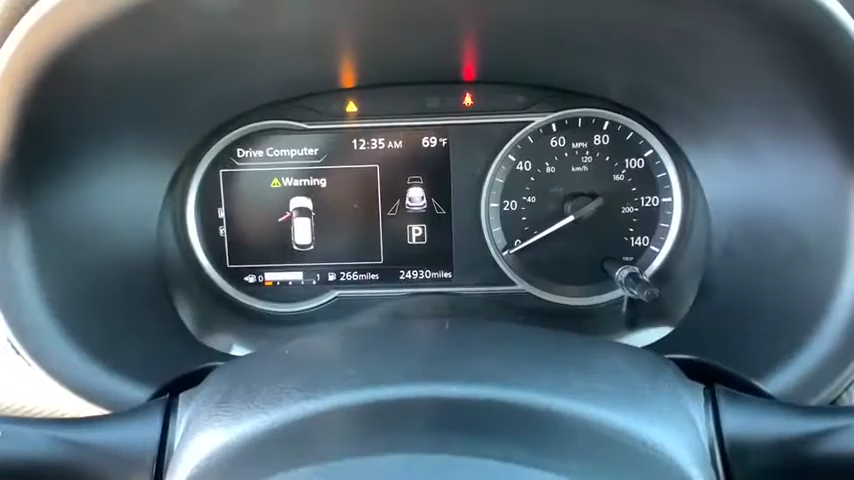 Drive Computer 12:35 AM 69°F
Warning
P
0 1 266miles 24930miles
0 20 40 60 80 100 120 140
MPH
km/h
40 80 120 160 200
TRIP